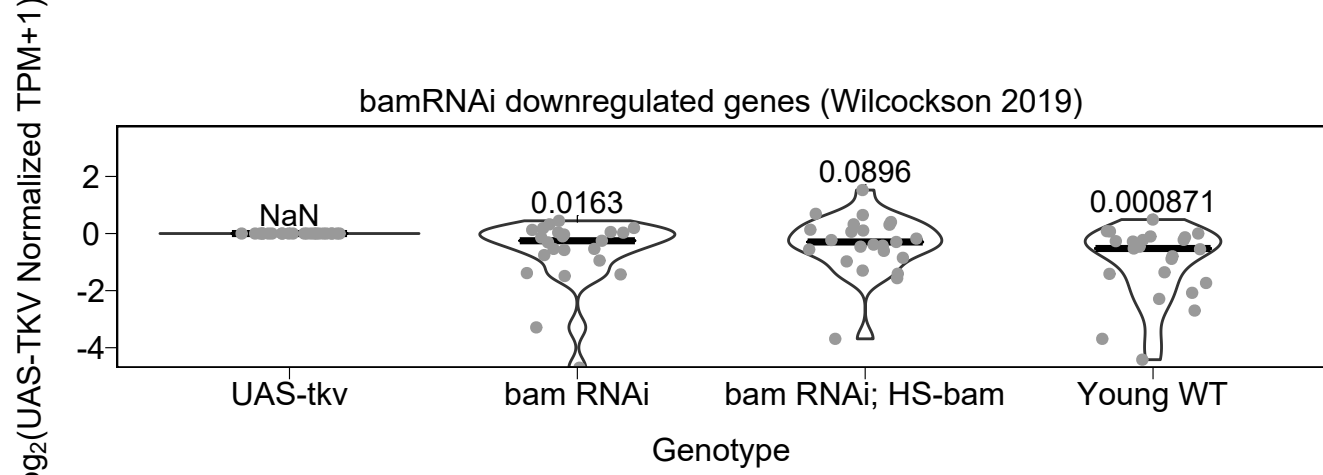 bamRNAi downregulated genes (Wilcockson 2019)
og₂(UAS-TKV Normalized TPM+1)
2
0
-2
-4
NaN
0.0163
0.0896
0.000871
UAS-tkv
bam RNAi
bam RNAi; HS-bam
Young WT
Genotype